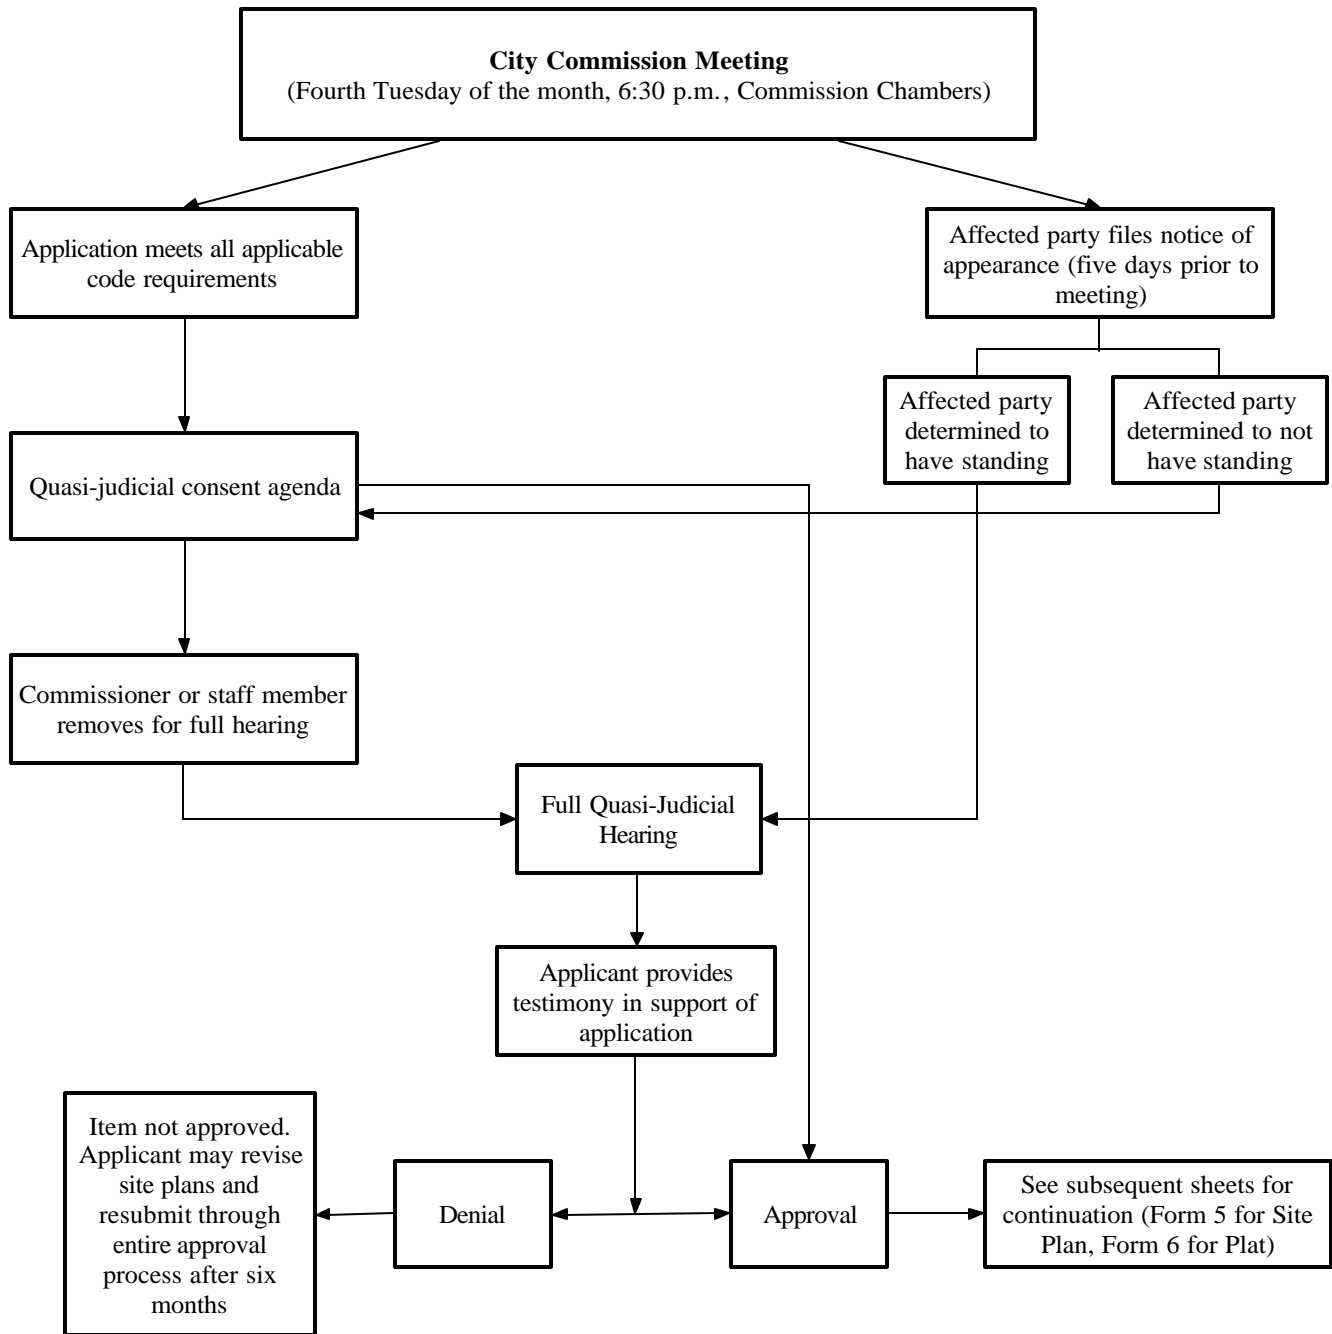 City Commission Meeting
(Fourth Tuesday of the month, 6:30 p.m., Commission Chambers)
Application meets all applicable
code requirements
Affected party files notice of
appearance (five days prior to
meeting)
Affected party
determined to
have standing
Affected party
determined to not
have standing
Quasi-judicial consent agenda
Commissioner or staff member
removes for full hearing
Full Quasi-Judicial
Hearing
Applicant provides
testimony in support of
application
Item not approved.
Applicant may revise
site plans and
resubmit through
entire approval
process after six
months
Denial
Approval
See subsequent sheets for
continuation (Form 5 for Site
Plan, Form 6 for Plat)